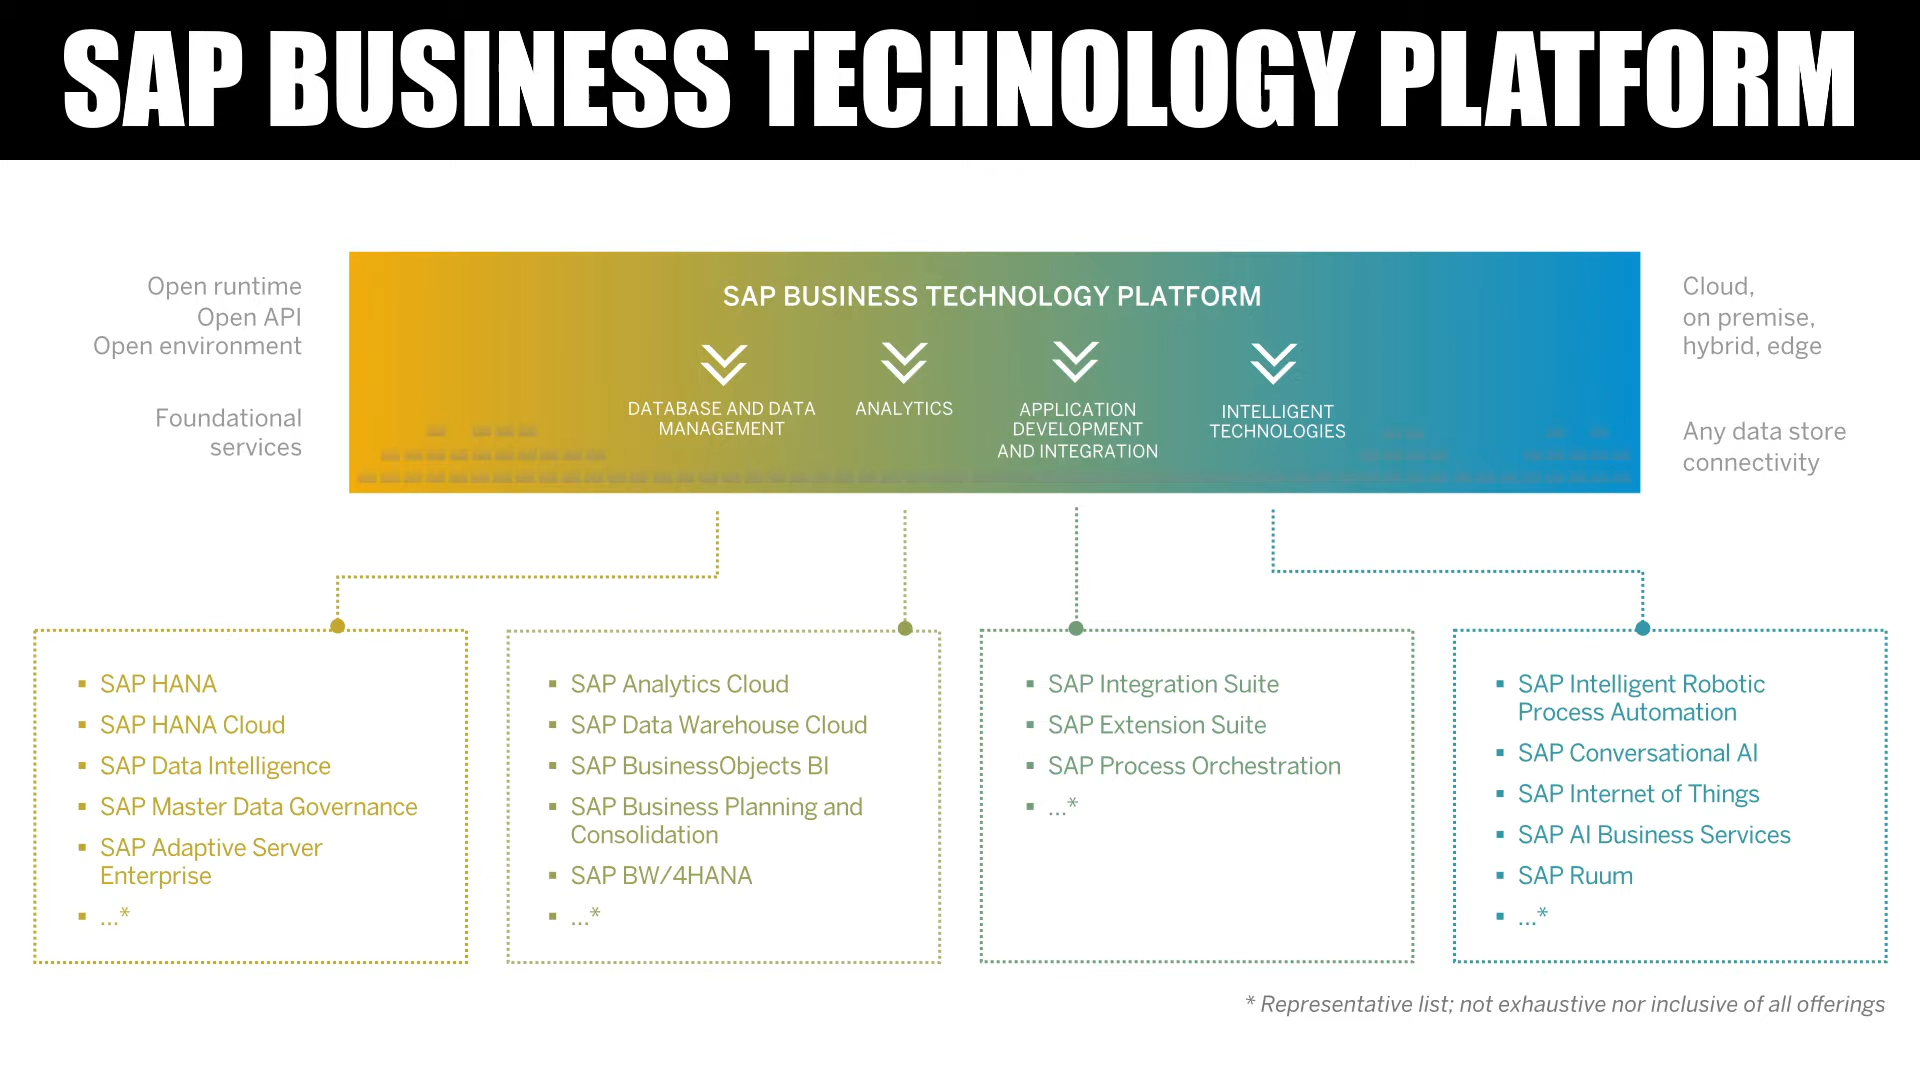 SAP BUSINESS TECHNOLOGY PLATFORM
Open runtime
Open API
Open environment
Foundational
services
SAP BUSINESS TECHNOLOGY PLATFORM
DATABASE AND DATA
MANAGEMENT
ANALYTICS
APPLICATION
DEVELOPMENT
AND INTEGRATION
INTELLIGENT
TECHNOLOGIES
Cloud,
on premise,
hybrid, edge
Any data store
connectivity
▪ SAP HANA
▪ SAP HANA Cloud
▪ SAP Data Intelligence
▪ SAP Master Data Governance
▪ SAP Adaptive Server
Enterprise
▪ ...*
▪ SAP Analytics Cloud
▪ SAP Data Warehouse Cloud
▪ SAP BusinessObjects BI
▪ SAP Business Planning and
Consolidation
▪ SAP BW/4HANA
▪ ...*
▪ SAP Integration Suite
▪ SAP Extension Suite
▪ SAP Process Orchestration
▪ ...*
▪ SAP Intelligent Robotic
Process Automation
▪ SAP Conversational AI
▪ SAP Internet of Things
▪ SAP AI Business Services
▪ SAP Ruum
▪ ...*
* Representative list; not exhaustive nor inclusive of all offerings